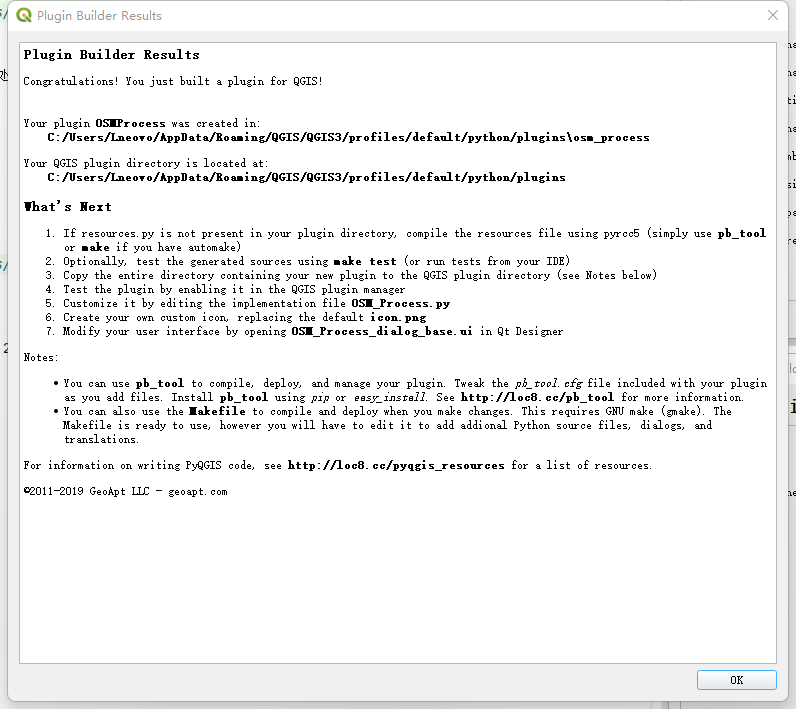 Plugin Builder Results
Plugin Builder Results
Congratulations! You just built a plugin for QGIS!
Your plugin OSMProcess was created in:
C:/Users/Lneovo/AppData/Roaming/QGIS/QGIS3/profiles/default/python/plugins\osm_process
Your QGIS plugin directory is located at:
C:/Users/Lneovo/AppData/Roaming/QGIS/QGIS3/profiles/default/python/plugins
What's Next
1. If resources.py is not present in your plugin directory, compile the resources file using pyrcc5 (simply use pb_tool
or make if you have automake)
2. Optionally, test the generated sources using make test (or run tests from your IDE)
3. Copy the entire directory containing your new plugin to the QGIS plugin directory (see Notes below)
4. Test the plugin by enabling it in the QGIS plugin manager
5. Customize it by editing the implementation file OSM_Process.py
6. Create your own custom icon, replacing the default icon.png
7. Modify your user interface by opening OSM_Process_dialog_base.ui in Qt Designer
Notes:
• You can use pb_tool to compile, deploy, and manage your plugin. Tweak the pb_tool.cfg file included with your plugin
as you add files. Install pb_tool using pip or easy_install. See http://loc8.cc/pb_tool for more information.
• You can also use the Makefile to compile and deploy when you make changes. This requires GNU make (gmake). The
Makefile is ready to use, however you will have to edit it to add addional Python source files, dialogs, and
translations.
For information on writing PyQGIS code, see http://loc8.cc/pyqgis_resources for a list of resources.
©2011-2019 GeoApt LLC - geoapt.com
OK